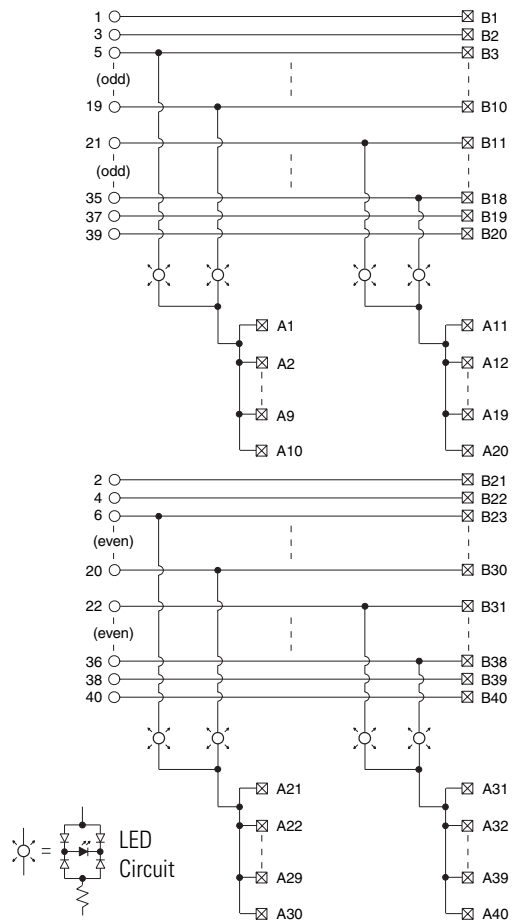 1 B1
3 B2
5 B3
(odd)
19 B10
21 B11
(odd)
35 B18
37 B19
39 B20
A1 A11
A2 A12
A9 A19
A10 A20
2 B21
4 B22
6 B23
(even)
20 B30
22 B31
(even)
36 B38
38 B39
40 B40
A21 A31
A22 A32
A29 A39
A30 A40
= LED
Circuit